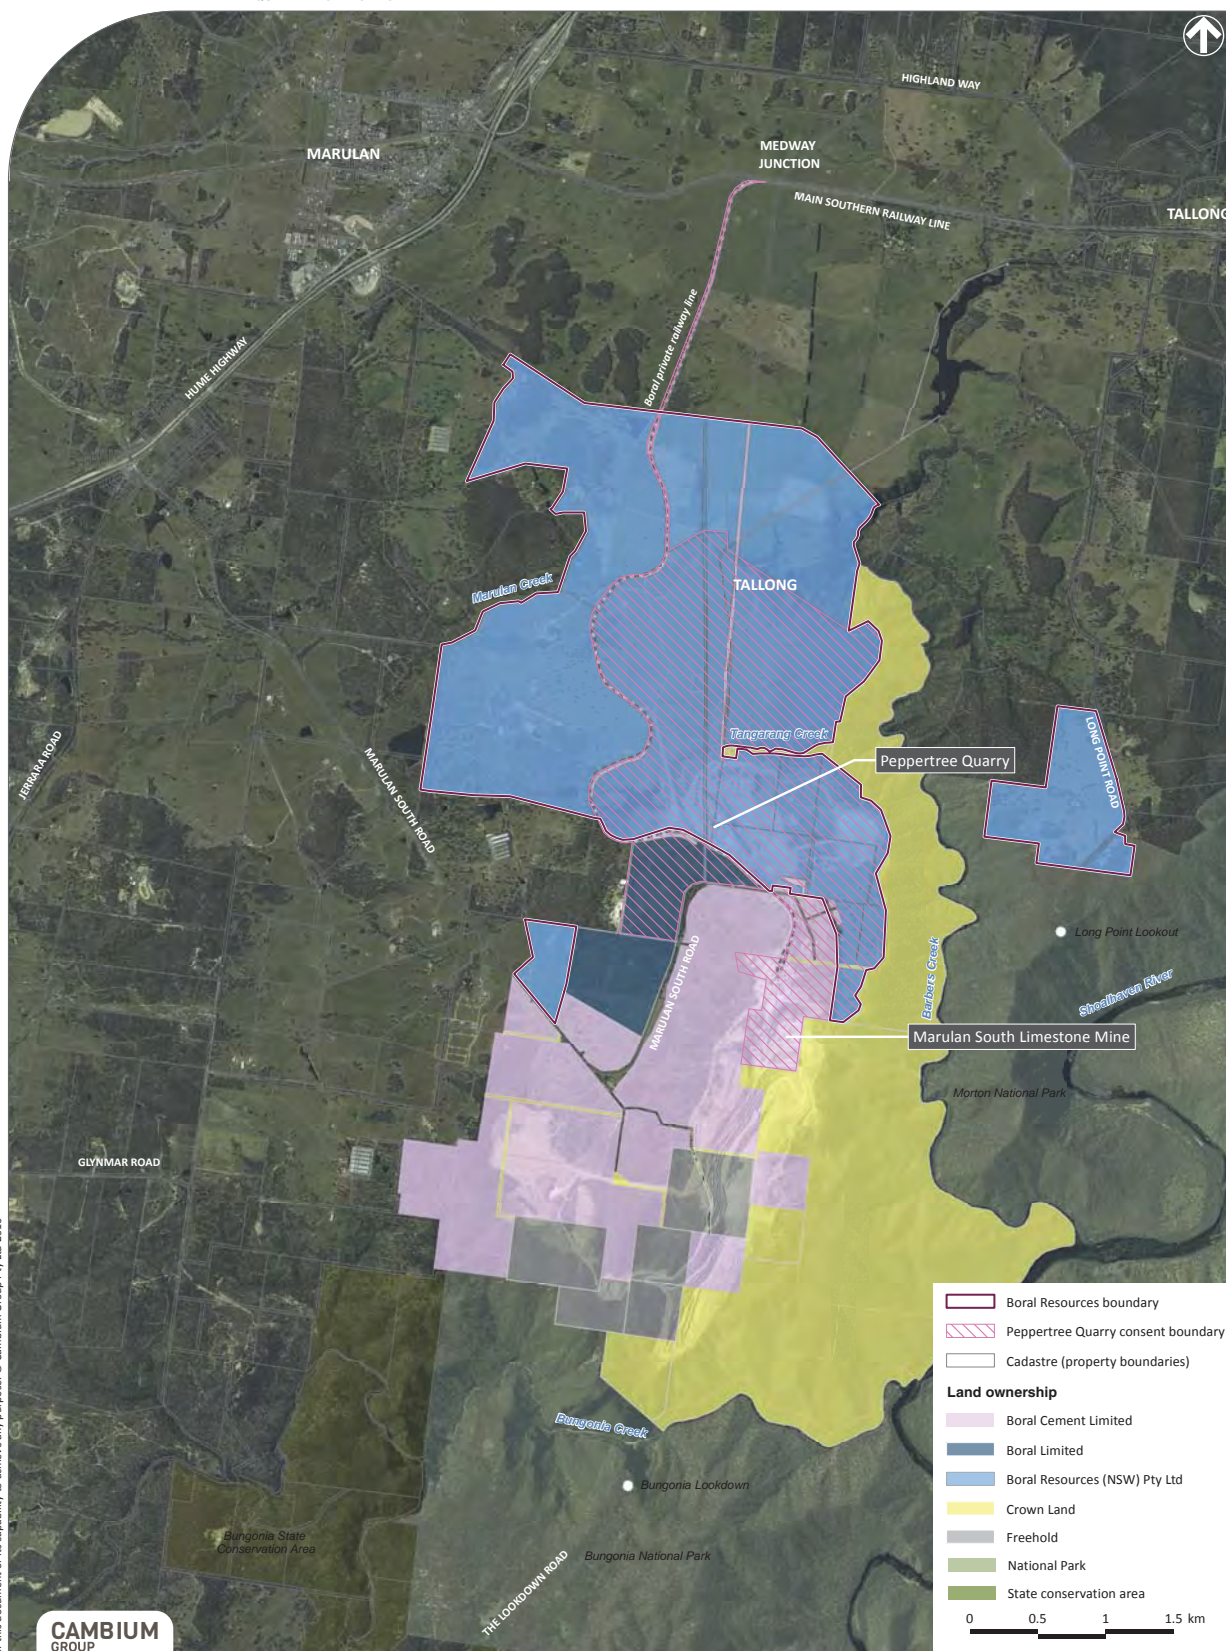 HIGHLAND WAY
MARULAN
MEDWAY
JUNCTION
MAIN SOUTHERN RAILWAY LINE
TALLONG
Boral private railway line
HUME HIGHWAY
Marulan Creek
TALLONG
Tangarang Creek
Peppertree Quarry
LONG POINT ROAD
JERRARA ROAD
MARULAN SOUTH ROAD
Long Point Lookout
Barbers Creek
MARULAN SOUTH ROAD
Shoalhaven River
Marulan South Limestone Mine
Morton National Park
GLYNMAR ROAD
Bungonia Creek
Bungonia Lookdown
Bungonia State
Conservation Area
Bungonia National Park
THE LOOKDOWN ROAD
Boral Resources boundary
Peppertree Quarry consent boundary
Cadastre (property boundaries)
Land ownership
Boral Cement Limited
Boral Limited
Boral Resources (NSW) Pty Ltd
Crown Land
Freehold
National Park
State conservation area
0 0.5 1 1.5 km
CAMBIUM
GROUP